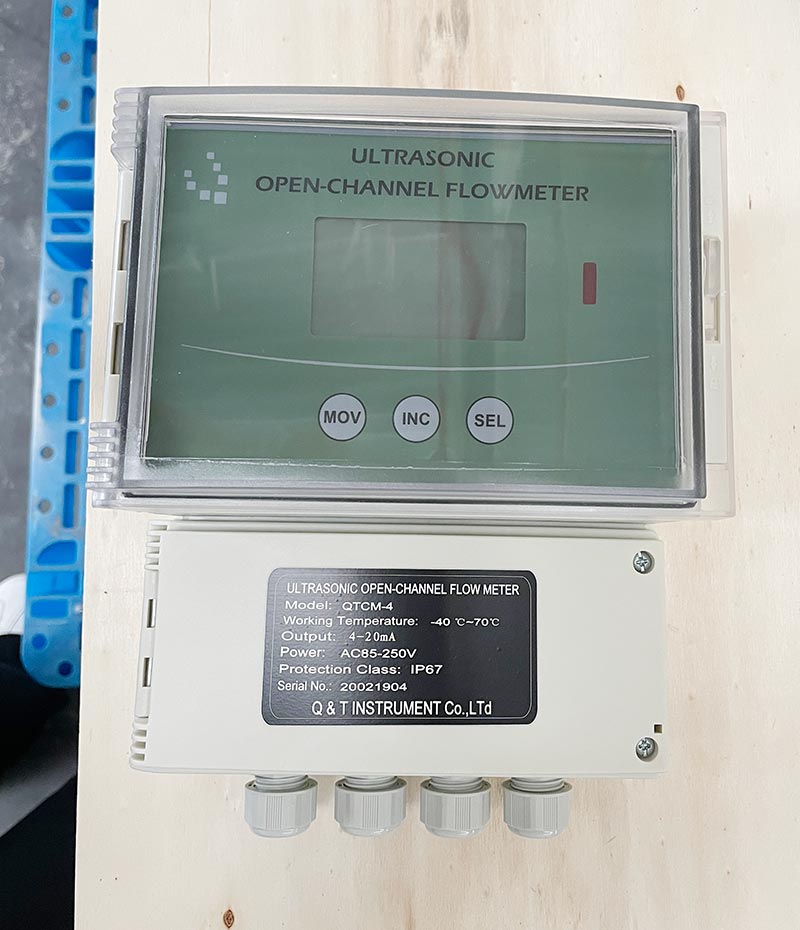 ULTRASONIC
OPEN-CHANNEL FLOWMETER
MOV INC SEL
ULTRASONIC OPEN-CHANNEL FLOW METER
Model: QTCM-4
Working Temperature: -40 ℃~70℃
Output: 4-20mA
Power: AC85-250V
Protection Class: IP67
Serial No.: 20021904
Q & T INSTRUMENT Co.,LTd